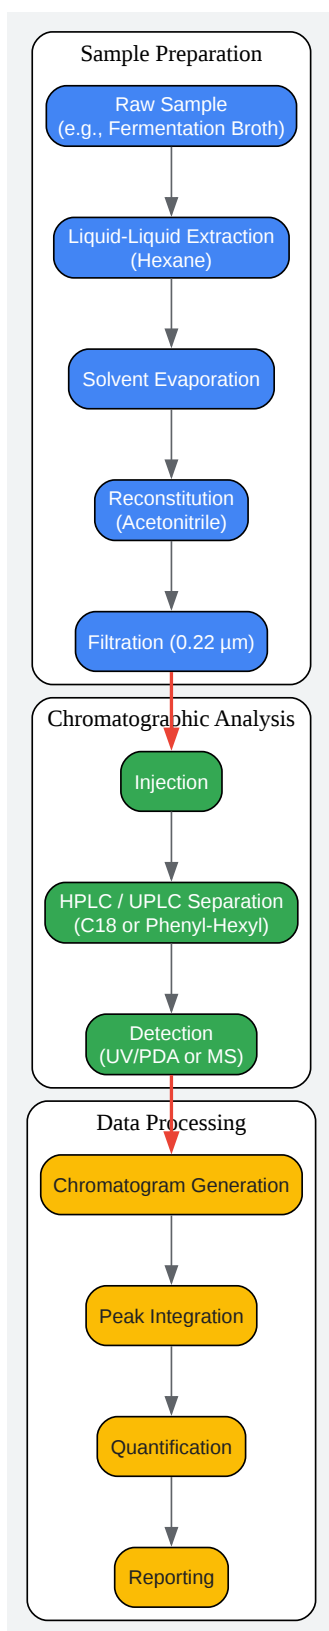 Sample Preparation
Raw Sample
(e.g., Fermentation Broth)
Liquid-Liquid Extraction
(Hexane)
Solvent Evaporation
Reconstitution
(Acetonitrile)
Filtration (0.22 µm)
Chromatographic Analysis
Injection
HPLC / UPLC Separation
(C18 or Phenyl-Hexyl)
Detection
(UV/PDA or MS)
Data Processing
Chromatogram Generation
Peak Integration
Quantification
Reporting